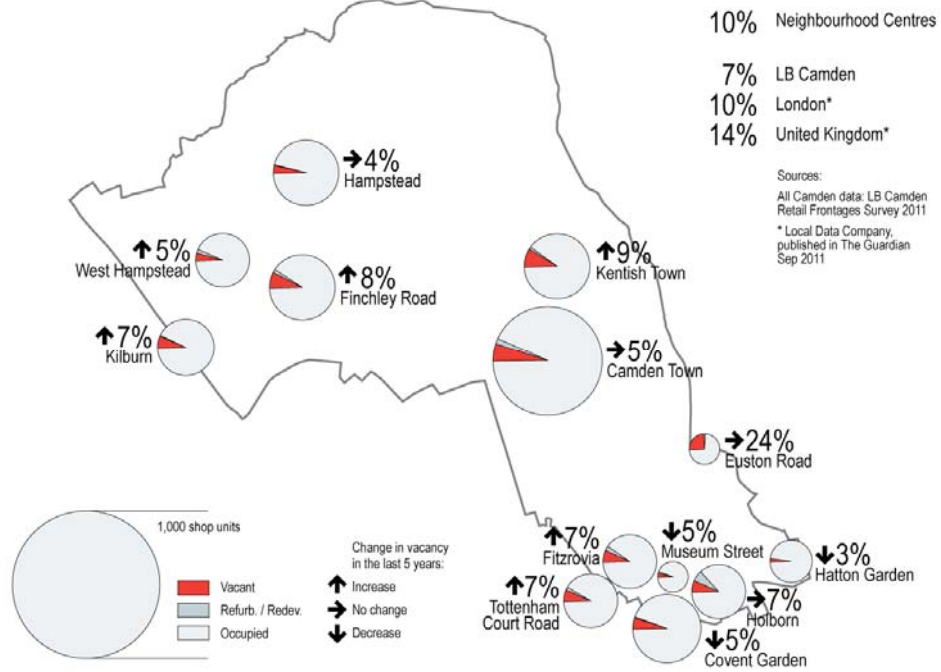 10% Neighbourhood Centres
7% LB Camden
10% London*
14% United Kingdom*
Sources:
All Camden data: LB Camden
Retail Frontages Survey 2011
* Local Data Company,
published in The Guardian
Sep 2011
4%
Hampstead
5%
West Hampstead
8%
Finchley Road
9%
Kentish Town
7%
Kilburn
5%
Camden Town
24%
Euston Road
7%
Fitzrovia
5%
Museum Street
3%
Hatton Garden
7%
Tottenham
Court Road
7%
Holborn
5%
Covent Garden
1,000 shop units
Vacant
Refurb. / Redev.
Occupied
Change in vacancy
in the last 5 years:
Increase
No change
Decrease